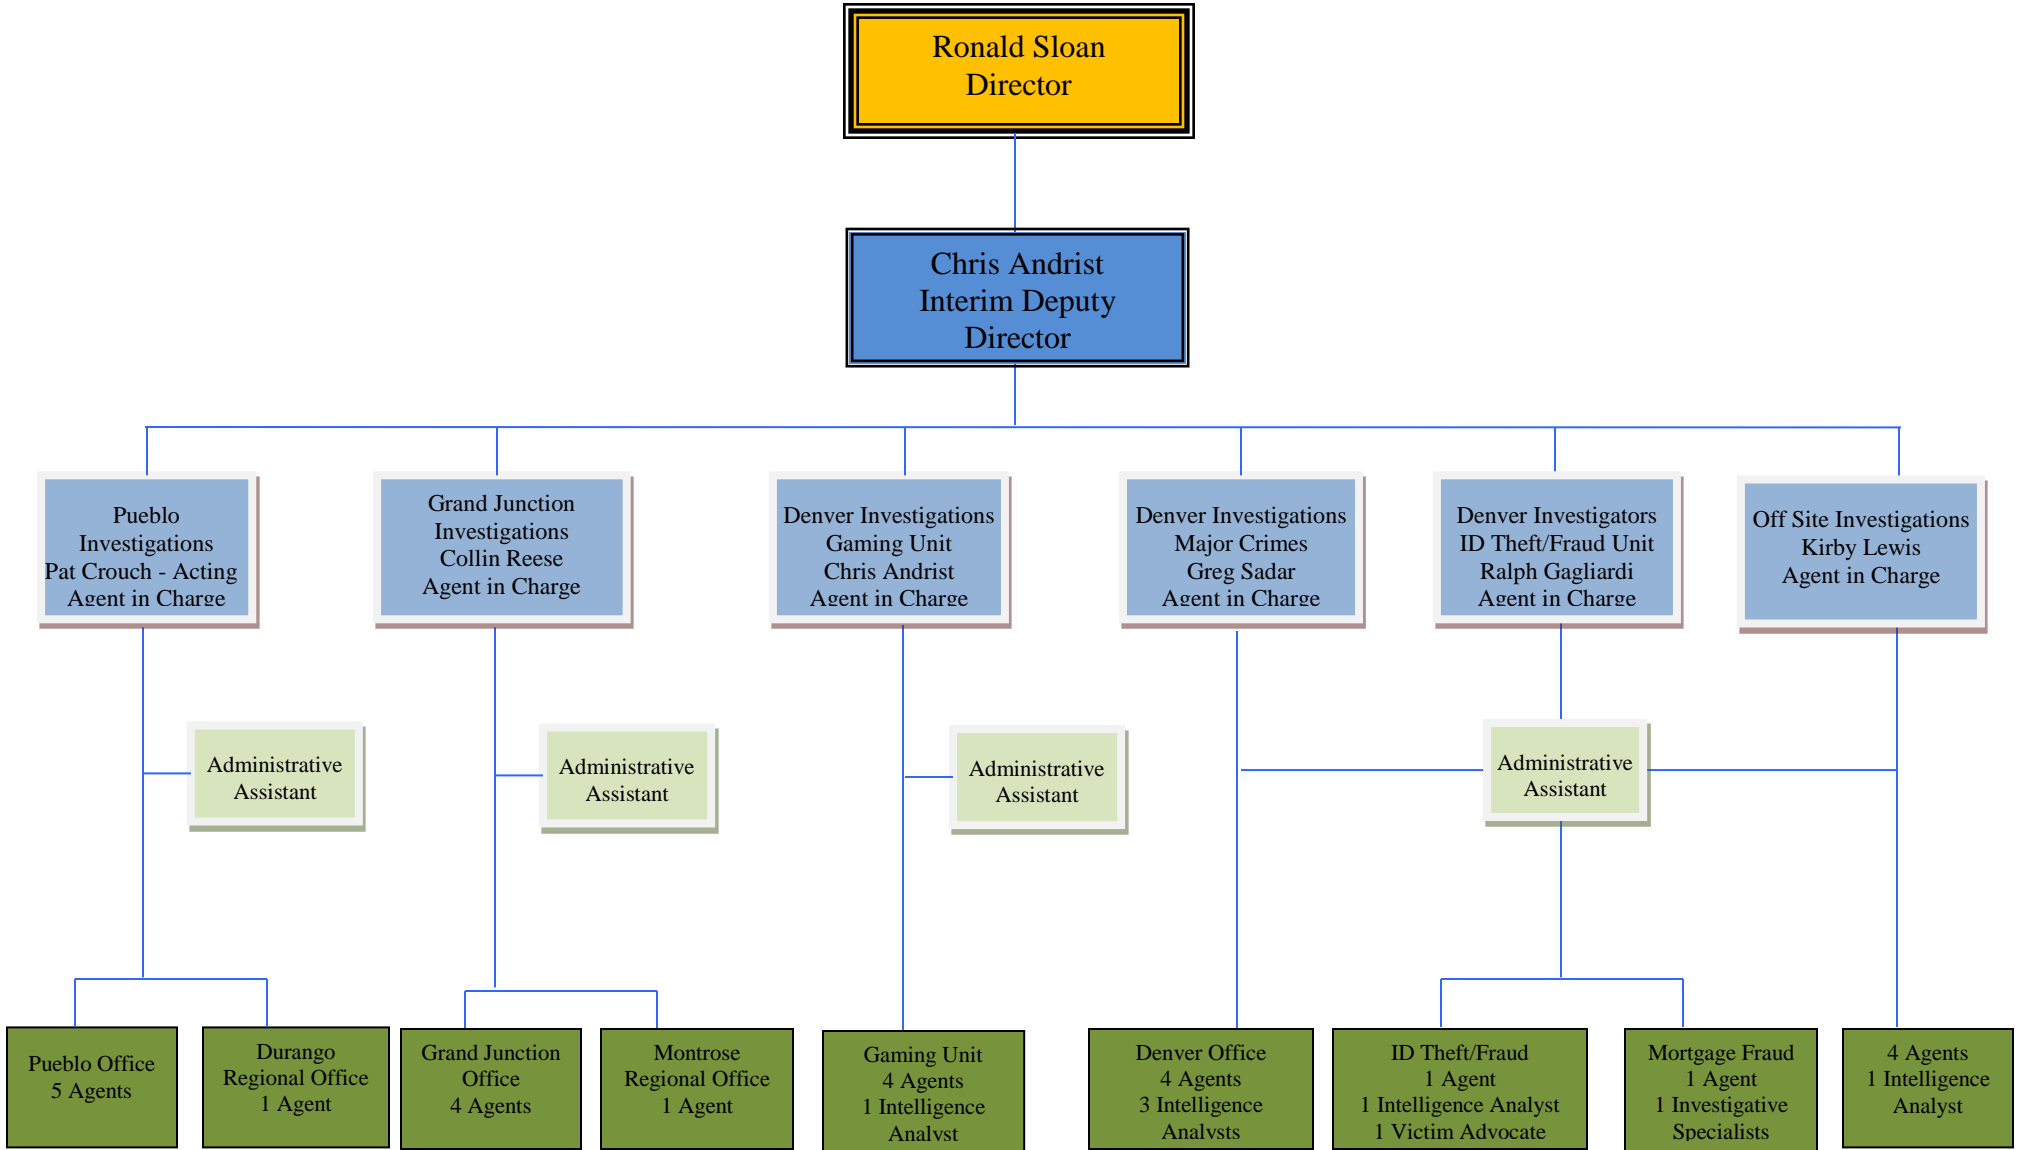 Ronald Sloan
Director
Chris Andrist
Interim Deputy
Director
Pueblo
Investigations
Pat Crouch - Acting
Agent in Charge
Grand Junction
Investigations
Collin Reese
Agent in Charge
Denver Investigations
Gaming Unit
Chris Andrist
Agent in Charge
Denver Investigations
Major Crimes
Greg Sadar
Agent in Charge
Denver Investigators
ID Theft/Fraud Unit
Ralph Gagliardi
Agent in Charge
Off Site Investigations
Kirby Lewis
Agent in Charge
Administrative
Assistant
Administrative
Assistant
Administrative
Assistant
Administrative
Assistant
Pueblo Office
5 Agents
Durango
Regional Office
1 Agent
Grand Junction
Office
4 Agents
Montrose
Regional Office
1 Agent
Gaming Unit
4 Agents
1 Intelligence
Analyst
Denver Office
4 Agents
3 Intelligence
Analysts
ID Theft/Fraud
1 Agent
1 Intelligence Analyst
1 Victim Advocate
Mortgage Fraud
1 Agent
1 Investigative
Specialists
4 Agents
1 Intelligence
Analyst